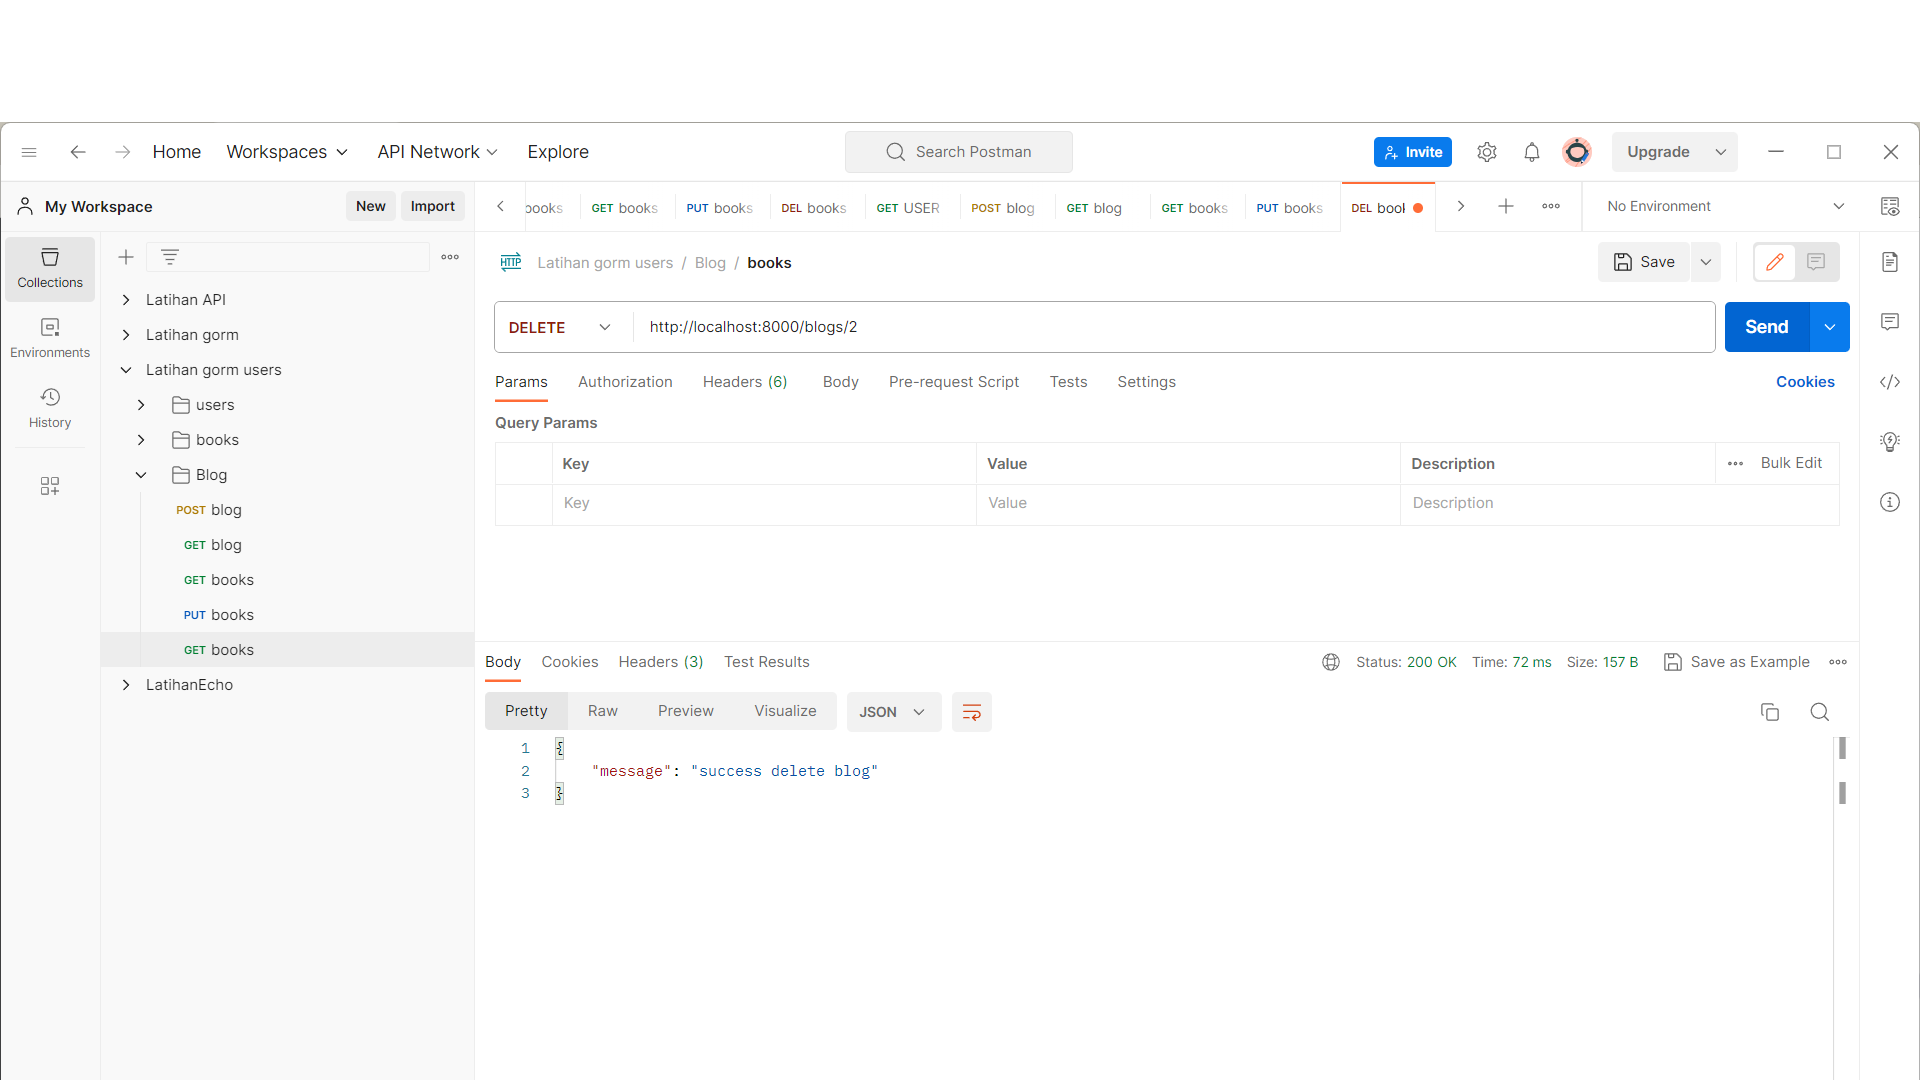 Home Workspaces API Network Explore Search Postman Invite Upgrade
My Workspace New Import books GET books PUT books DEL books GET USER POST blog GET blog GET books PUT books DEL book No Environment
Collections
Environments
History
Latihan API
Latihan gorm
Latihan gorm users
users
books
Blog
POST blog
GET blog
GET books
PUT books
GET books
LatihanEcho
HTTP Latihan gorm users / Blog / books Save
DELETE http://localhost:8000/blogs/2 Send
Params Authorization Headers (6) Body Pre-request Script Tests Settings Cookies
Query Params
Key Value Description Bulk Edit
Key Value Description
Body Cookies Headers (3) Test Results Status: 200 OK Time: 72 ms Size: 157 B Save as Example
Pretty Raw Preview Visualize JSON
1 {
2 "message": "success delete blog"
3 }